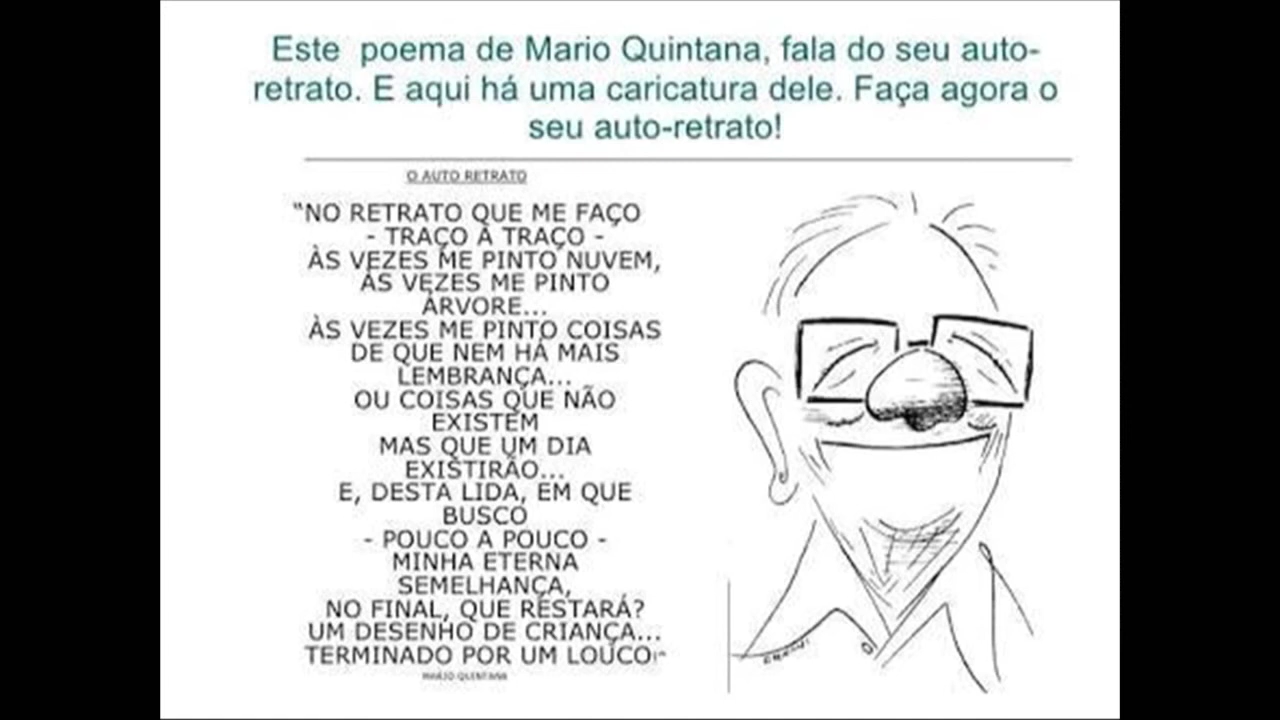 Este  poema de Mario Quintana, fala do seu auto-
retrato. E aqui há uma caricatura dele. Faça agora o
seu auto-retrato!
O AUTO RETRATO
"NO RETRATO QUE ME FAÇO
- TRAÇO A TRAÇO -
ÀS VEZES ME PINTO NUVEM,
ÀS VEZES ME PINTO
ÁRVORE...
ÀS VEZES ME PINTO COISAS
DE QUE NEM HÁ MAIS
LEMBRANÇA...
OU COISAS QUE NÃO
EXISTEM
MAS QUE UM DIA
EXISTIRÃO...
E, DESTA LIDA, EM QUE
BUSCO
- POUCO A POUCO -
MINHA ETERNA
SEMELHANÇA,
NO FINAL, QUE RESTARÁ?
UM DESENHO DE CRIANÇA...
TERMINADO POR UM LOUCO!"
MARIO QUINTANA